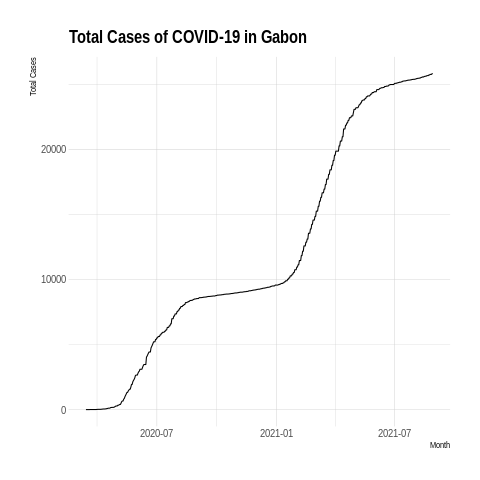 Total Cases of COVID-19 in Gabon
Total Cases
20000
10000
0
2020-07
2021-01
2021-07
Month